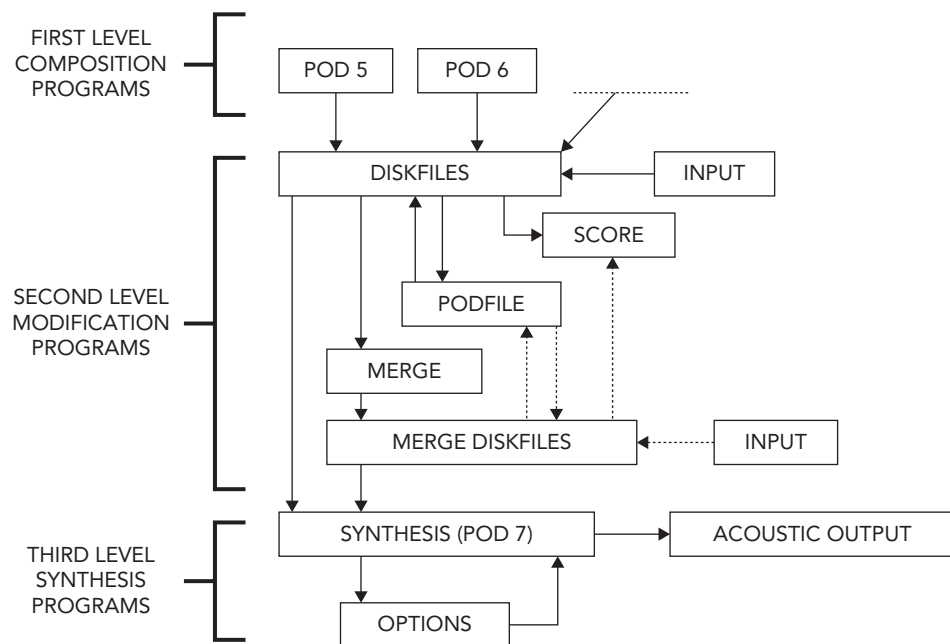 FIRST LEVEL
COMPOSITION
PROGRAMS
POD 5
POD 6
DISKFILES
INPUT
SCORE
SECOND LEVEL
MODIFICATION
PROGRAMS
PODFILE
MERGE
MERGE DISKFILES
INPUT
THIRD LEVEL
SYNTHESIS
PROGRAMS
SYNTHESIS (POD 7)
ACOUSTIC OUTPUT
OPTIONS